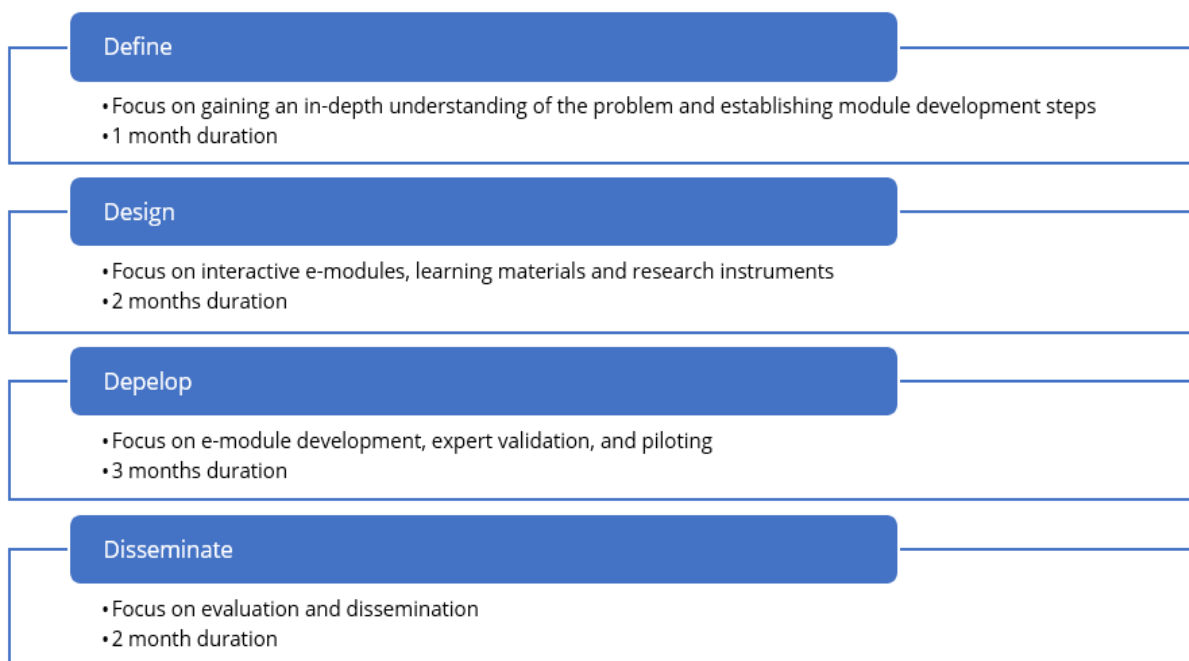 Define
•Focus on gaining an in-depth understanding of the problem and establishing module development steps
•1 month duration
Design
•Focus on interactive e-modules, learning materials and research instruments
•2 months duration
Depelop
•Focus on e-module development, expert validation, and piloting
•3 months duration
Disseminate
•Focus on evaluation and dissemination
•2 month duration